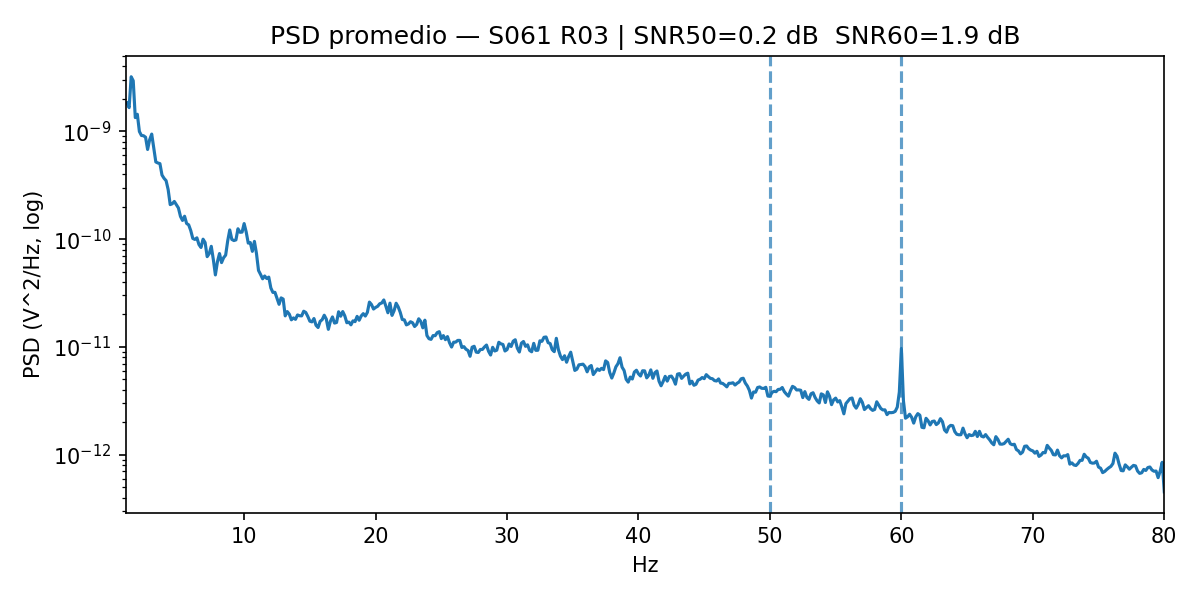 PSD promedio — S061 R03 | SNR50=0.2 dB  SNR60=1.9 dB
PSD (V^2/Hz, log)
10^−9
10^−10
10^−11
10^−12
10 20 30 40 50 60 70 80
Hz